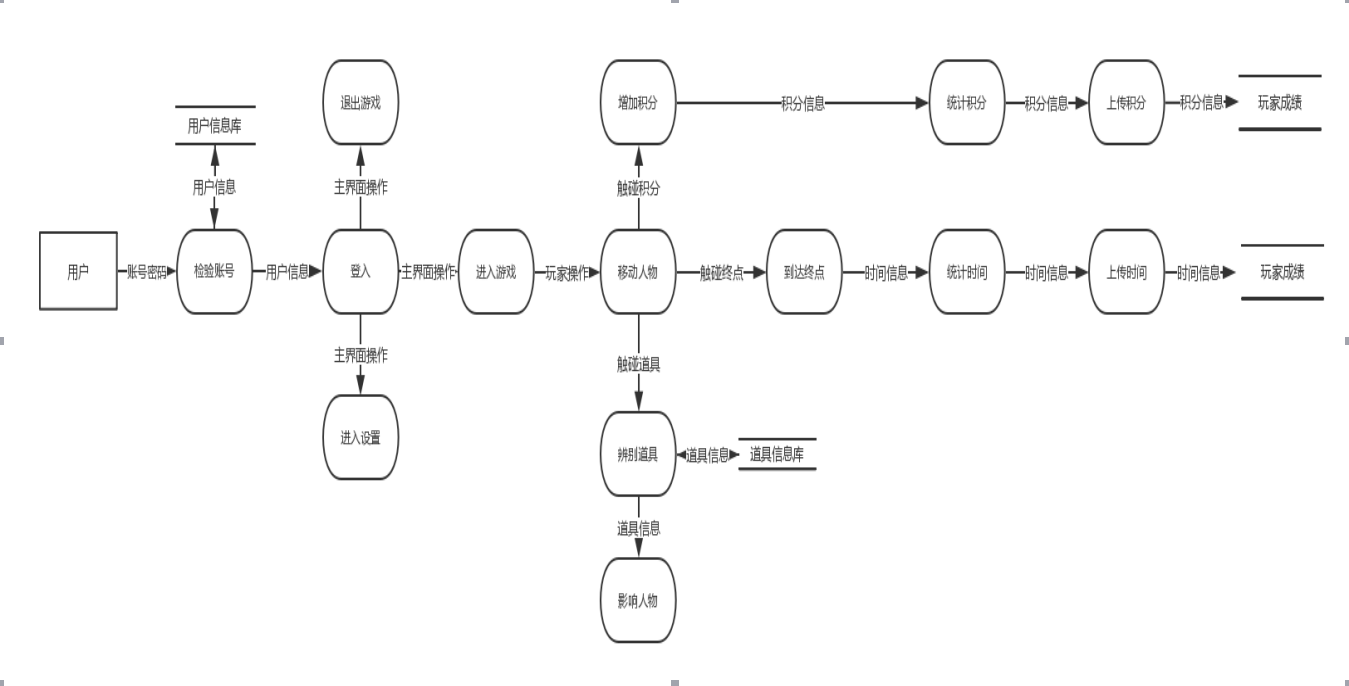 退出游戏
增加积分
积分信息
统计积分
积分信息
上传积分
积分信息
玩家成绩
用户信息库
用户信息
主界面操作
触碰积分
用户
账号密码
检验账号
用户信息
登入
主界面操作
进入游戏
玩家操作
移动人物
触碰终点
到达终点
时间信息
统计时间
时间信息
上传时间
时间信息
玩家成绩
主界面操作
触碰道具
进入设置
辨别道具
道具信息
道具信息库
道具信息
影响人物